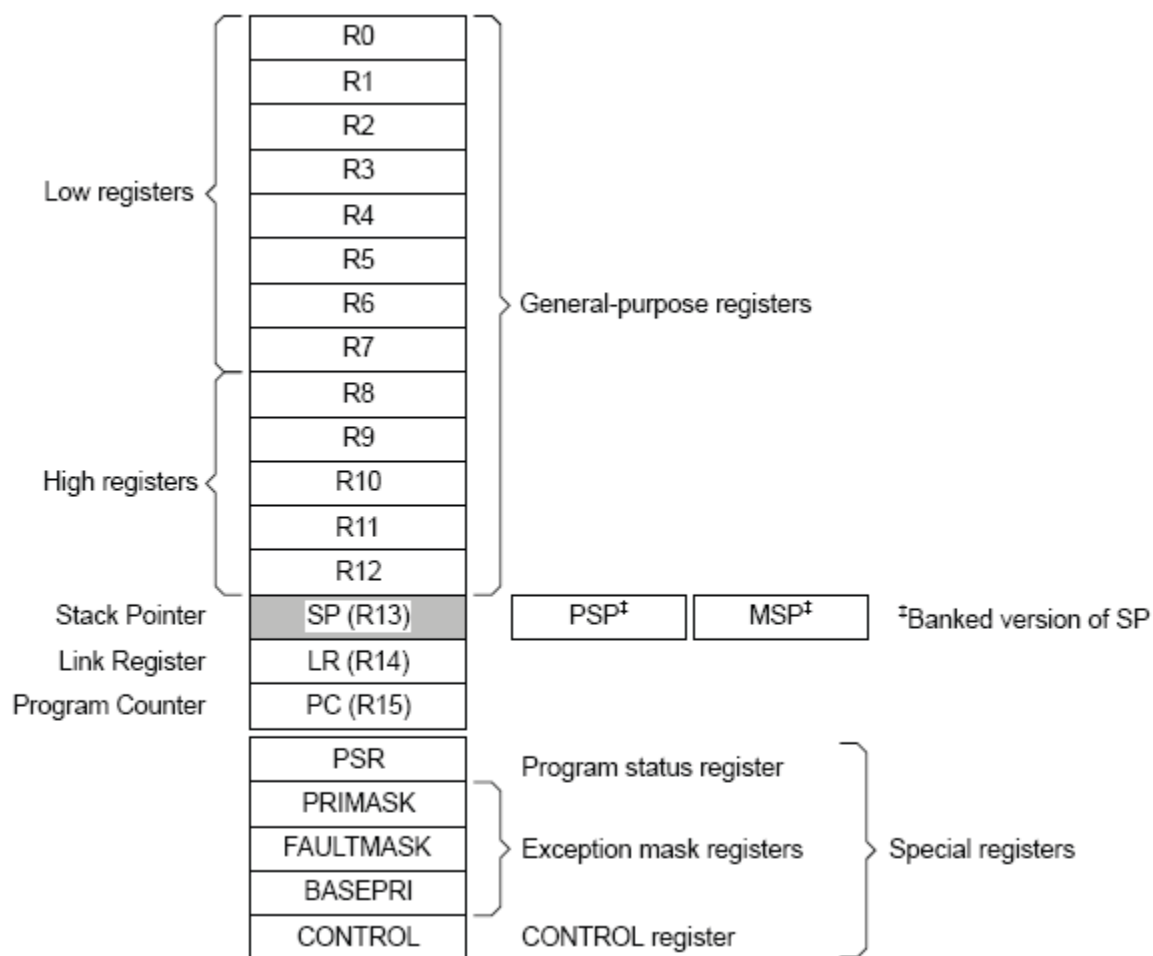 R0
R1
R2
R3
Low registers
R4
R5
R6
General-purpose registers
R7
R8
R9
High registers
R10
R11
R12
Stack Pointer SP (R13) PSP‡ MSP‡ ‡Banked version of SP
Link Register LR (R14)
Program Counter PC (R15)
PSR Program status register
PRIMASK
FAULTMASK Exception mask registers Special registers
BASEPRI
CONTROL CONTROL register